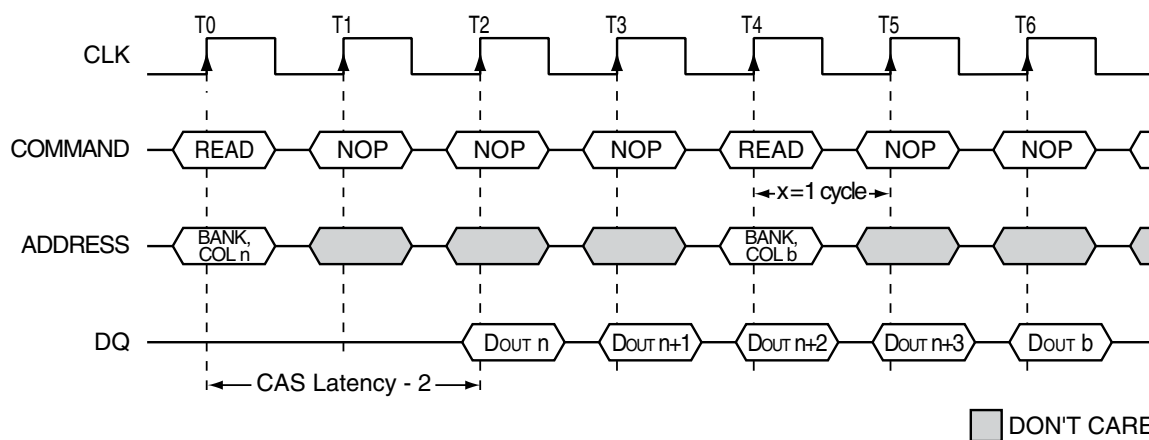 T0 T1 T2 T3 T4 T5 T6
CLK
COMMAND READ NOP NOP NOP READ NOP NOP
x=1 cycle
ADDRESS BANK, COL n BANK, COL b
DQ DOUT n DOUT n+1 DOUT n+2 DOUT n+3 DOUT b
CAS Latency - 2
DON'T CARE